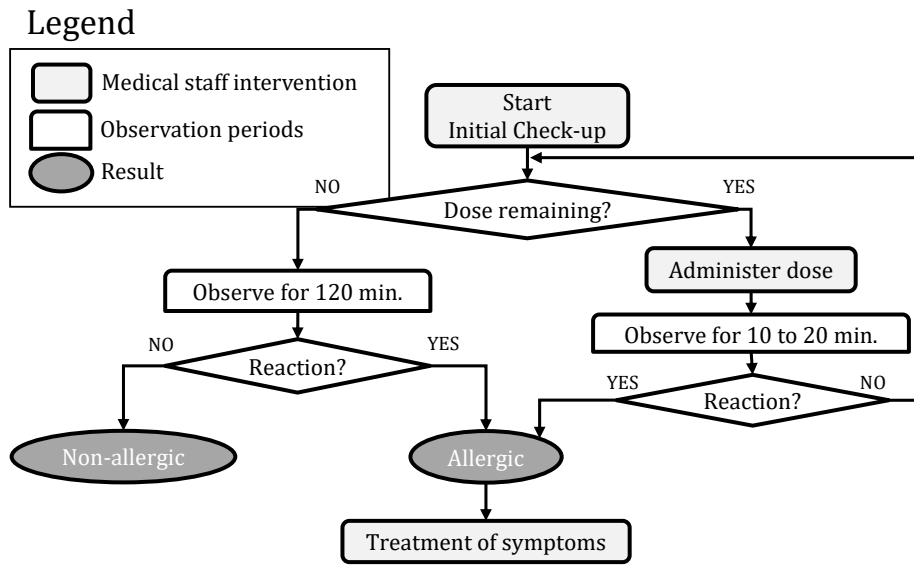 Legend
Medical staff intervention
Observation periods
Result
Start
Initial Check-up
NO
YES
Dose remaining?
Administer dose
Observe for 120 min.
Observe for 10 to 20 min.
NO
YES
Reaction?
YES
NO
Reaction?
Non-allergic
Allergic
Treatment of symptoms